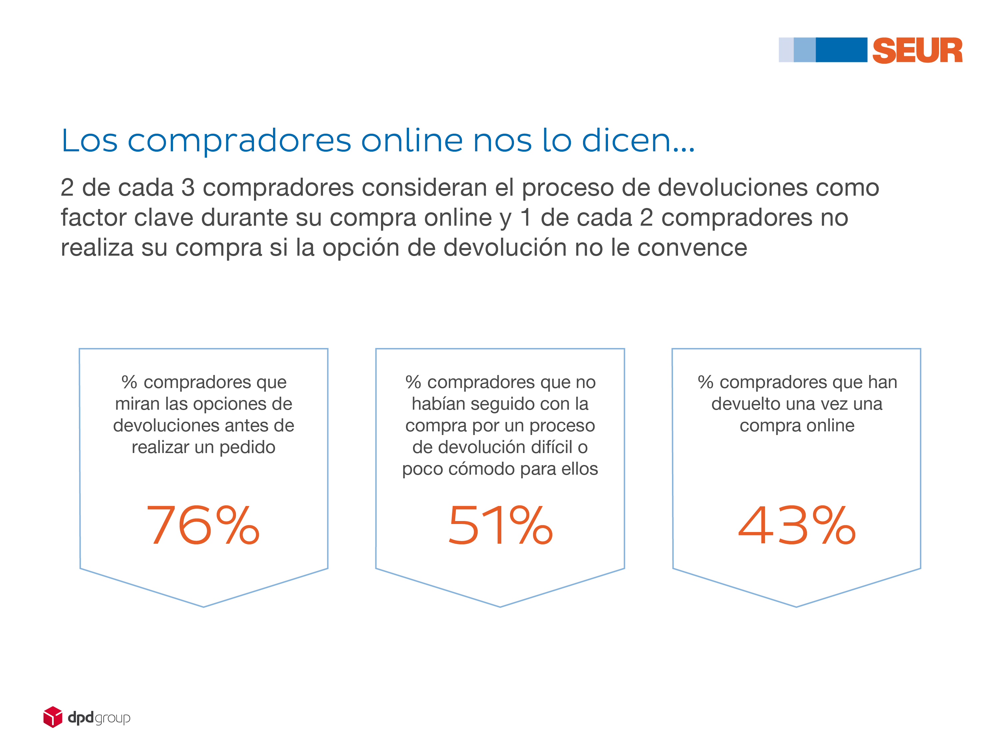 SEUR
Los compradores online nos lo dicen...
2 de cada 3 compradores consideran el proceso de devoluciones como
factor clave durante su compra online y 1 de cada 2 compradores no
realiza su compra si la opción de devolución no le convence
% compradores que
miran las opciones de
devoluciones antes de
realizar un pedido
76%
% compradores que no
habían seguido con la
compra por un proceso
de devolución difícil o
poco cómodo para ellos
51%
% compradores que han
devuelto una vez una
compra online
43%
dpdgroup